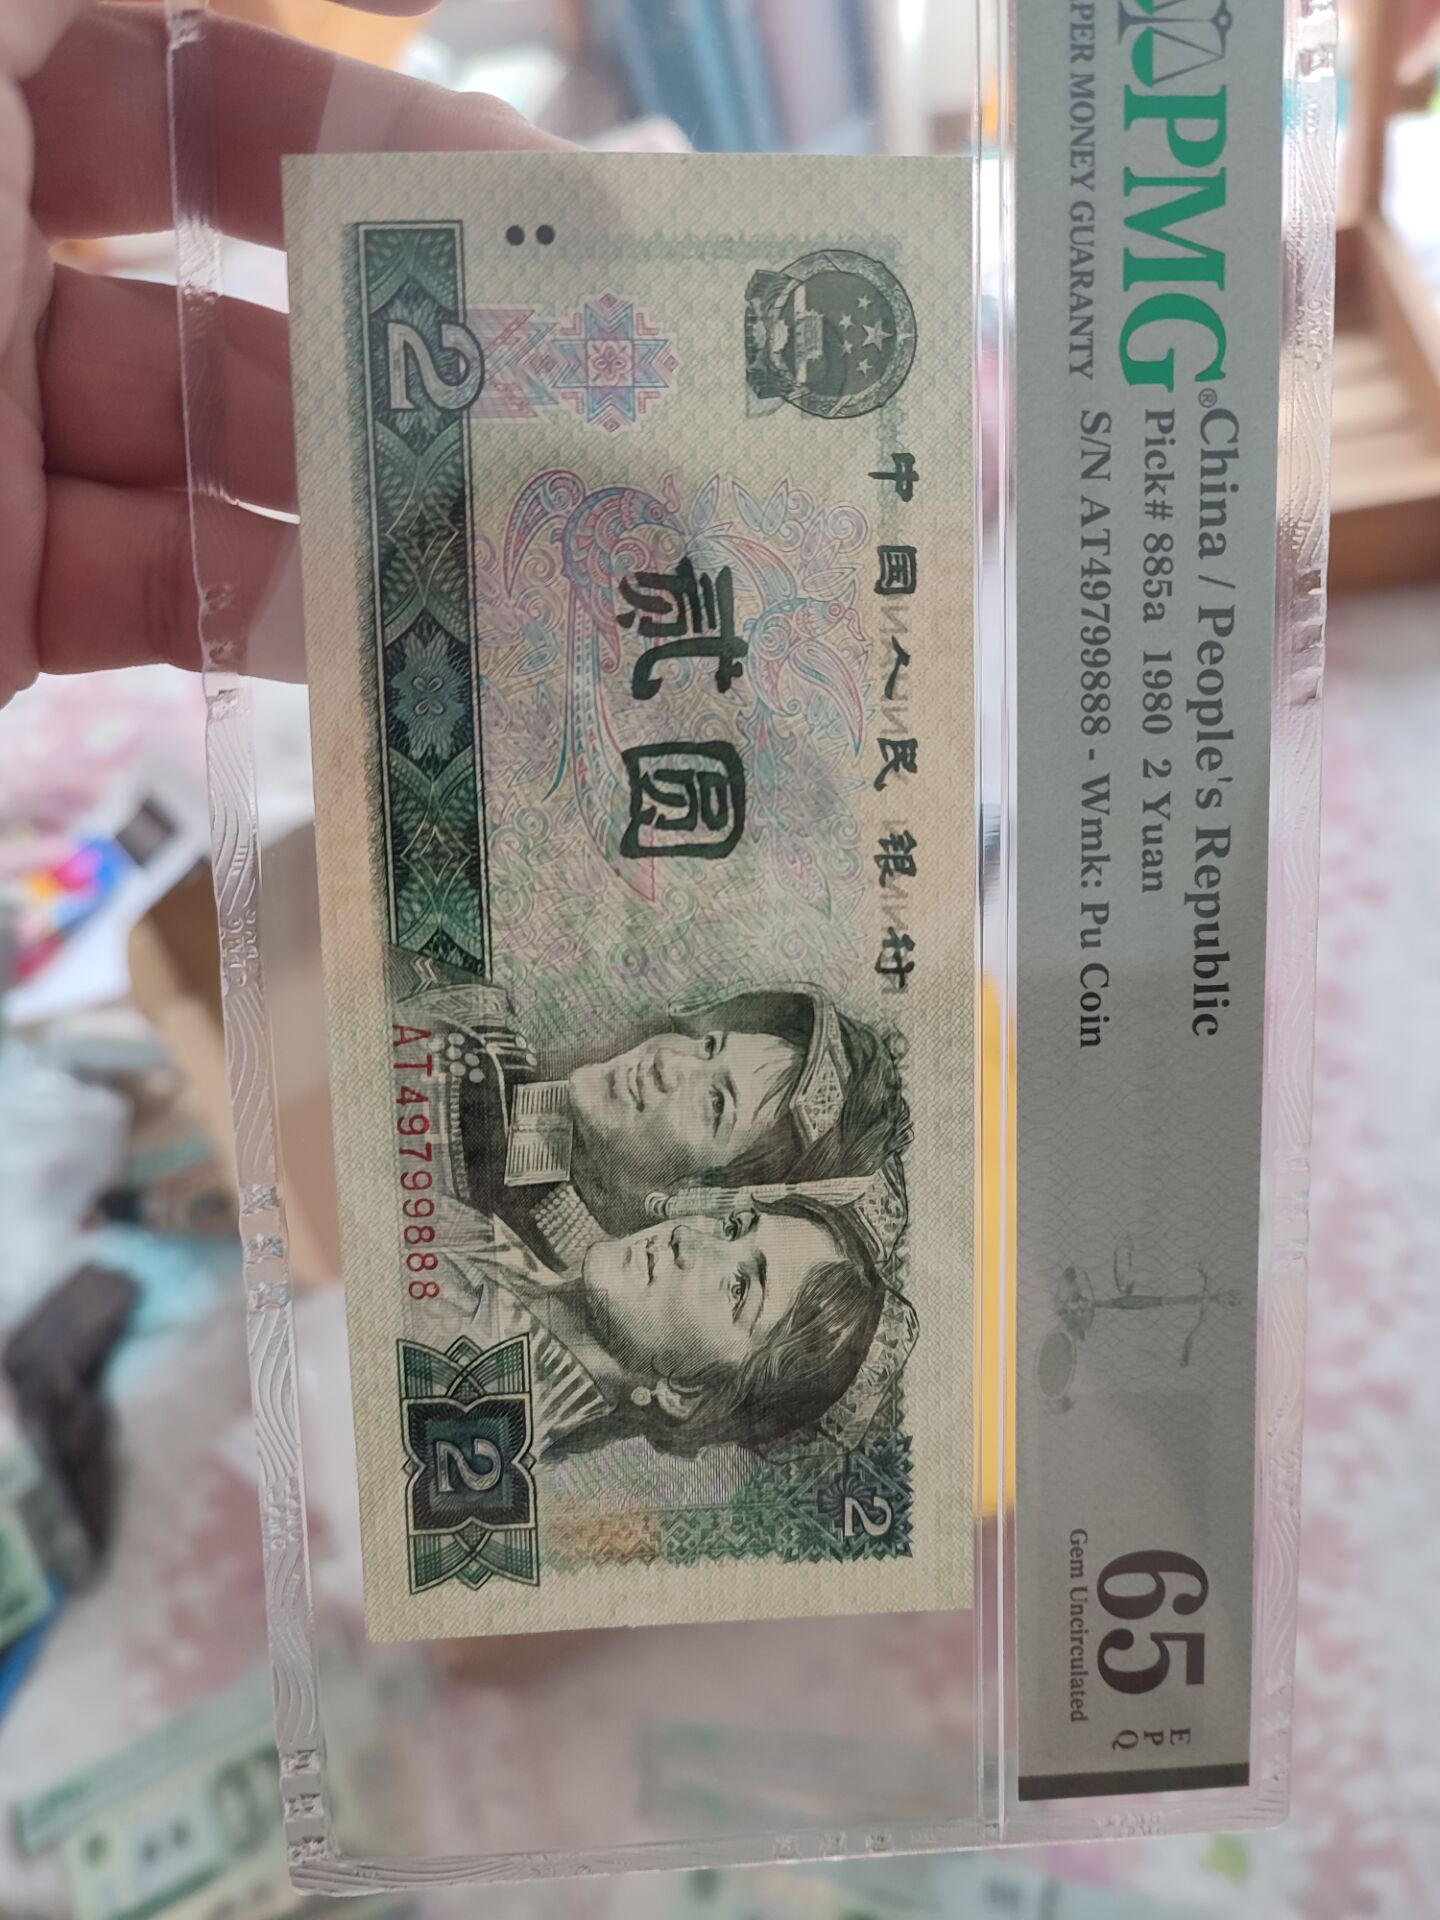 PMG®
PAPER MONEY GUARANTY
China / People's Republic
Pick# 885a 1980 2 Yuan
S/N AT49799888 - Wmk: Pu Coin
65 EPQ
Gem Uncirculated
中国人民银行
贰圆
2
AT49799888
2
2